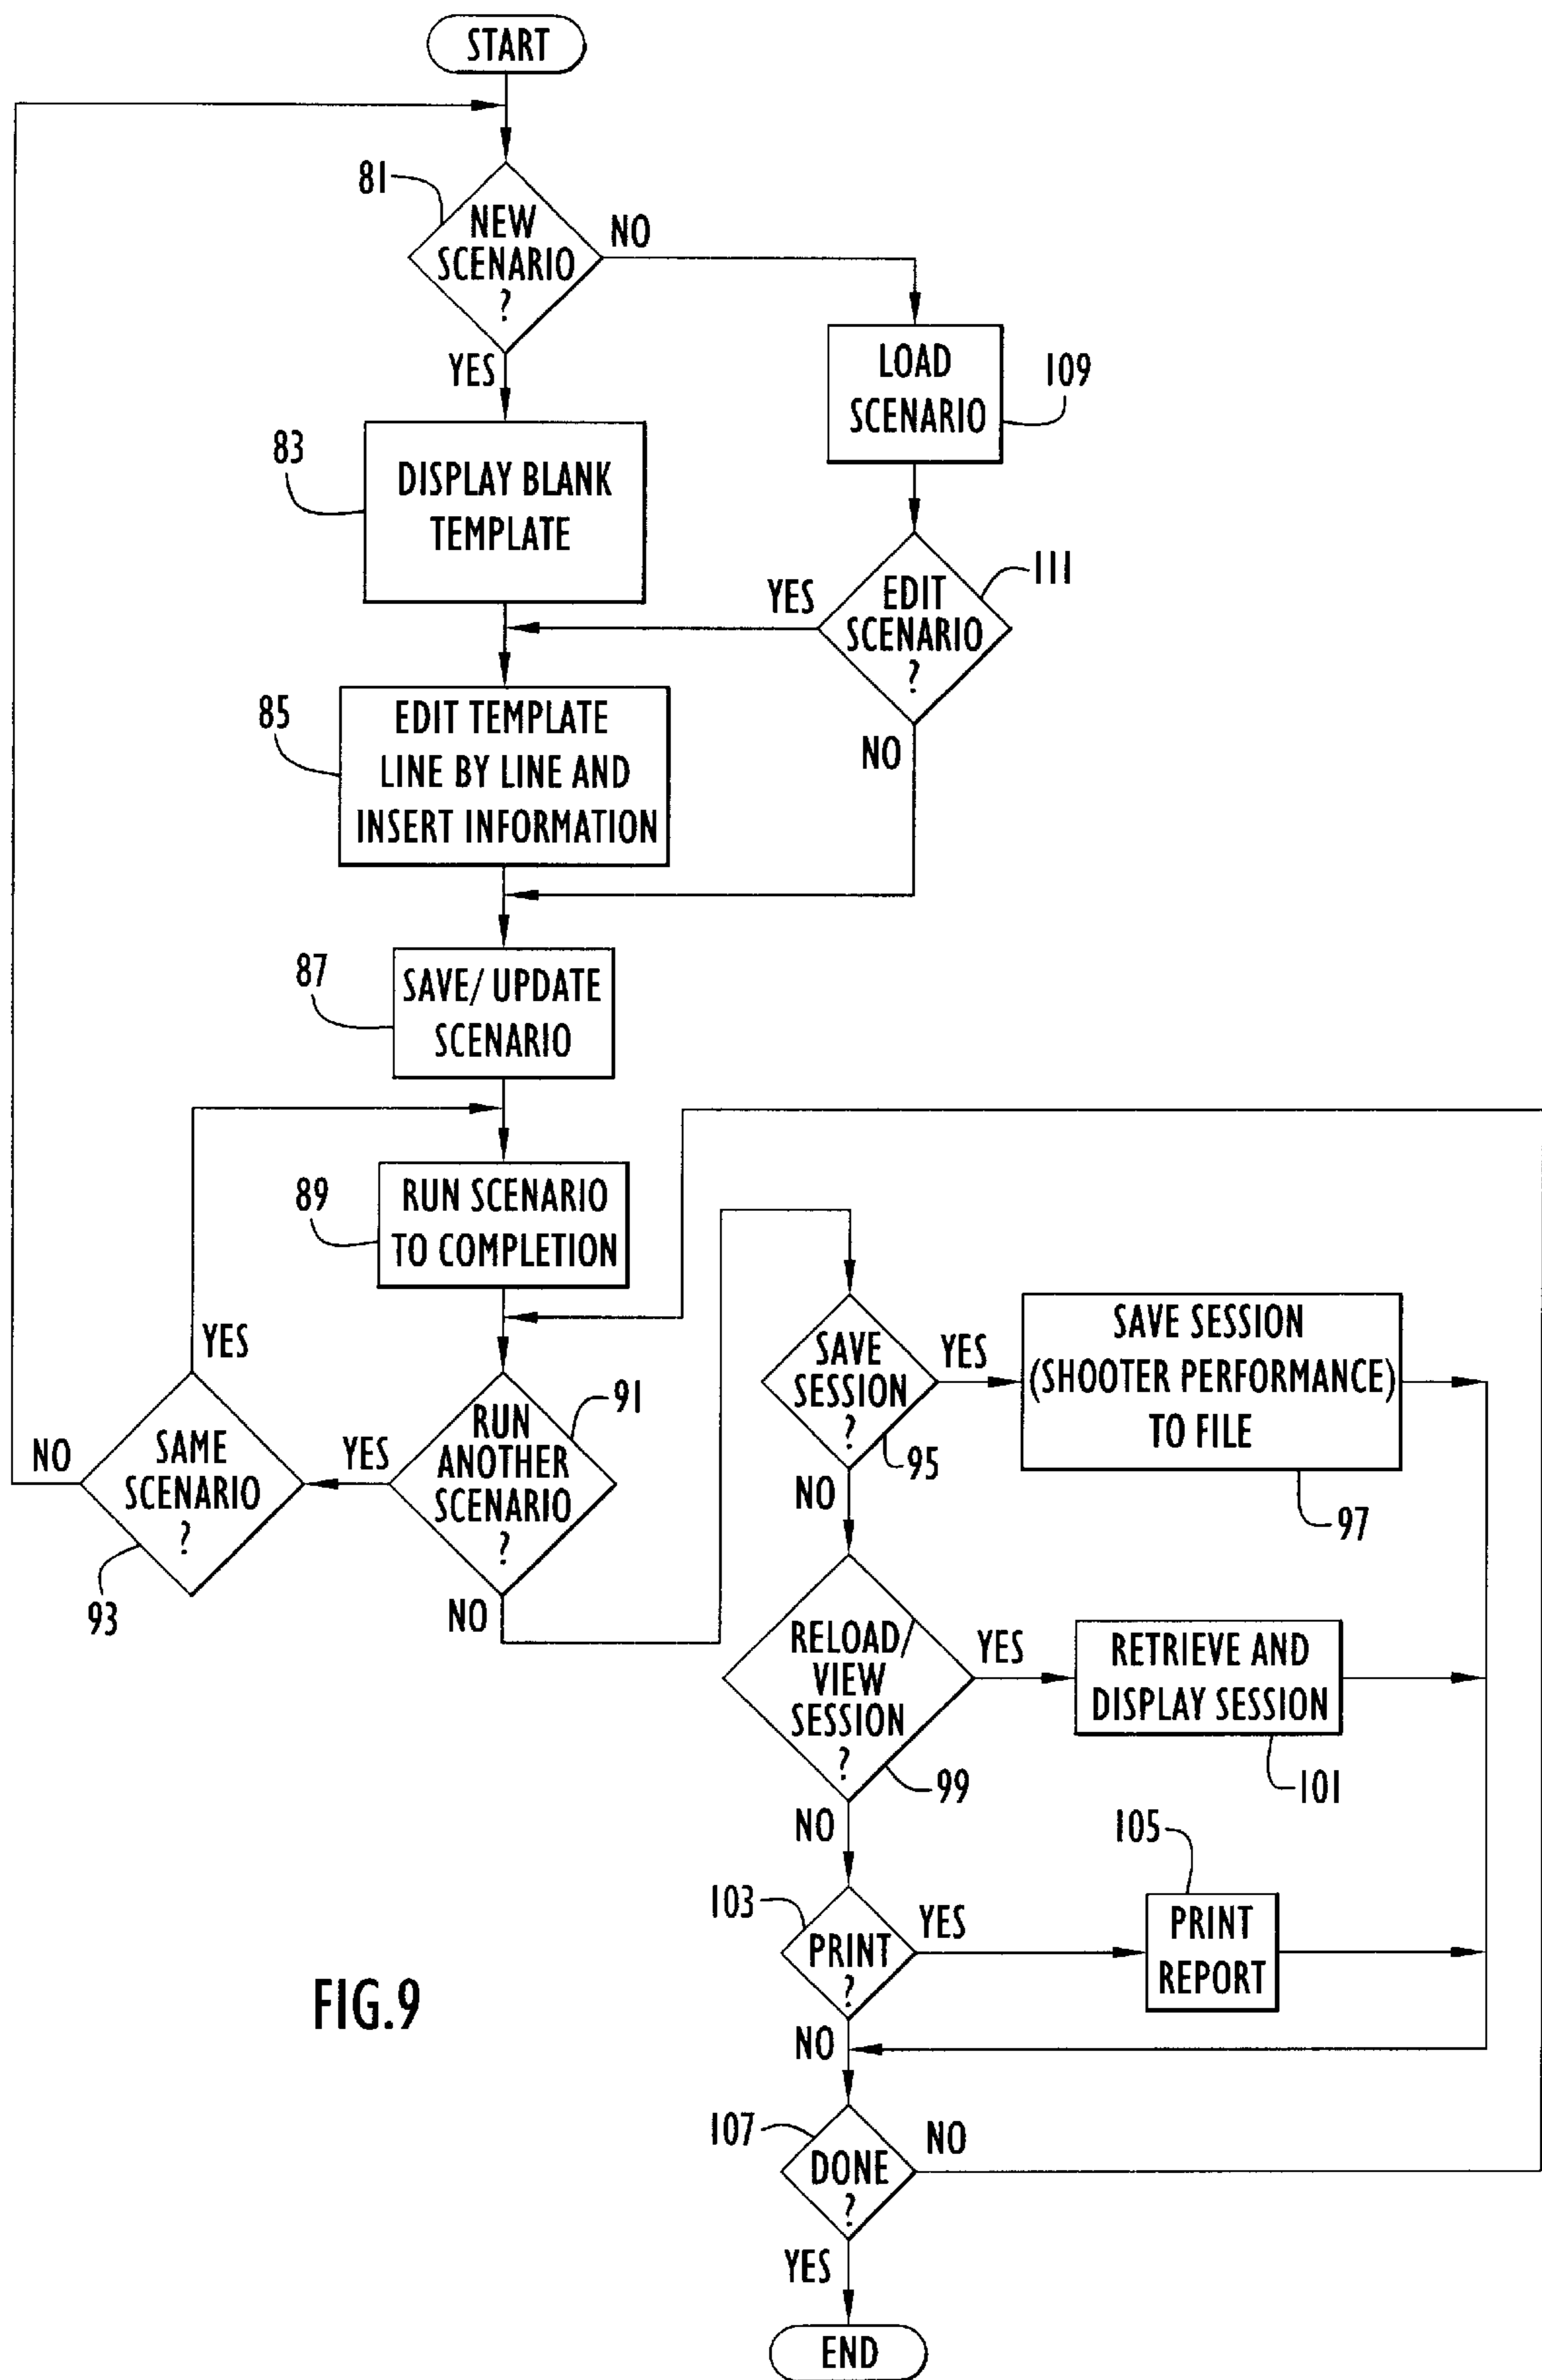 START
81
NEW
SCENARIO
?
NO
YES
LOAD
SCENARIO
109
83
DISPLAY BLANK
TEMPLATE
111
YES
EDIT
SCENARIO
?
NO
85
EDIT TEMPLATE
LINE BY LINE AND
INSERT INFORMATION
87
SAVE/ UPDATE
SCENARIO
89
RUN SCENARIO
TO COMPLETION
YES
NO
SAME
SCENARIO
?
93
YES
91
RUN
ANOTHER
SCENARIO
?
NO
SAVE
SESSION
?
95
YES
SAVE SESSION
(SHOOTER PERFORMANCE)
TO FILE
97
NO
RELOAD/
VIEW
SESSION
?
99
YES
RETRIEVE AND
DISPLAY SESSION
101
NO
103
PRINT
?
YES
105
PRINT
REPORT
NO
107
DONE
?
NO
YES
END
FIG.9